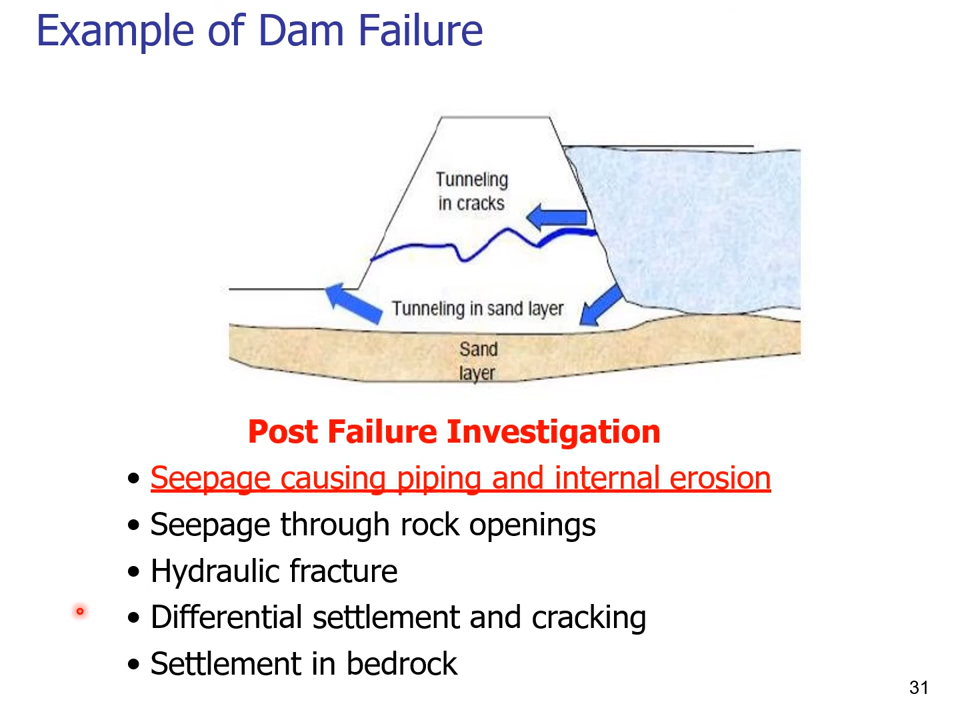 Example of Dam Failure
Tunneling
in cracks
Tunneling in sand layer
Sand
layer
Post Failure Investigation
• Seepage causing piping and internal erosion
• Seepage through rock openings
• Hydraulic fracture
• Differential settlement and cracking
• Settlement in bedrock
31